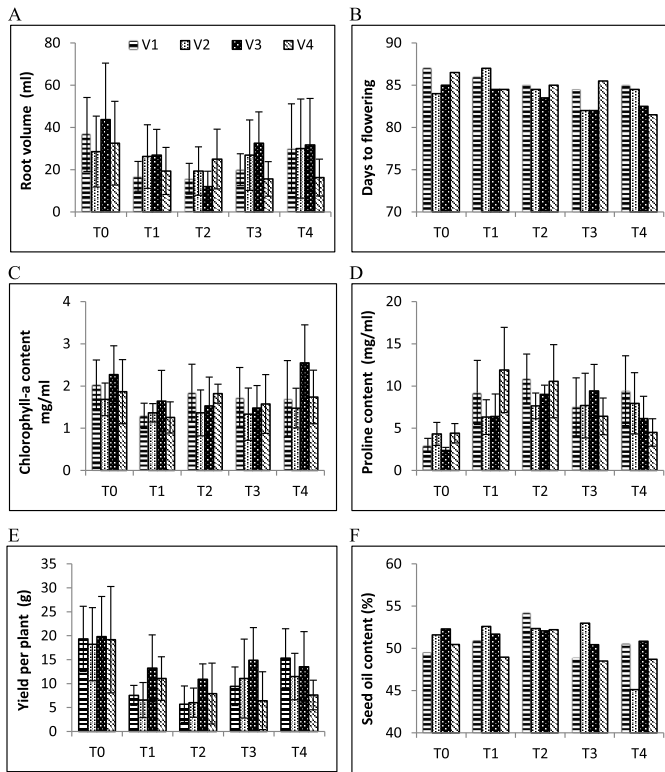 A
Root volume (ml)
80
60
40
20
0
V1 V2 V3 V4
T0 T1 T2 T3 T4
B
Days to flowering
90
85
80
75
70
T0 T1 T2 T3 T4
C
Chlorophyll-a content
mg/ml
4
3
2
1
0
T0 T1 T2 T3 T4
D
Proline content (mg/ml)
20
15
10
5
0
T0 T1 T2 T3 T4
E
Yield per plant (g)
35
30
25
20
15
10
5
0
T0 T1 T2 T3 T4
F
Seed oil content (%)
60
55
50
45
40
T0 T1 T2 T3 T4